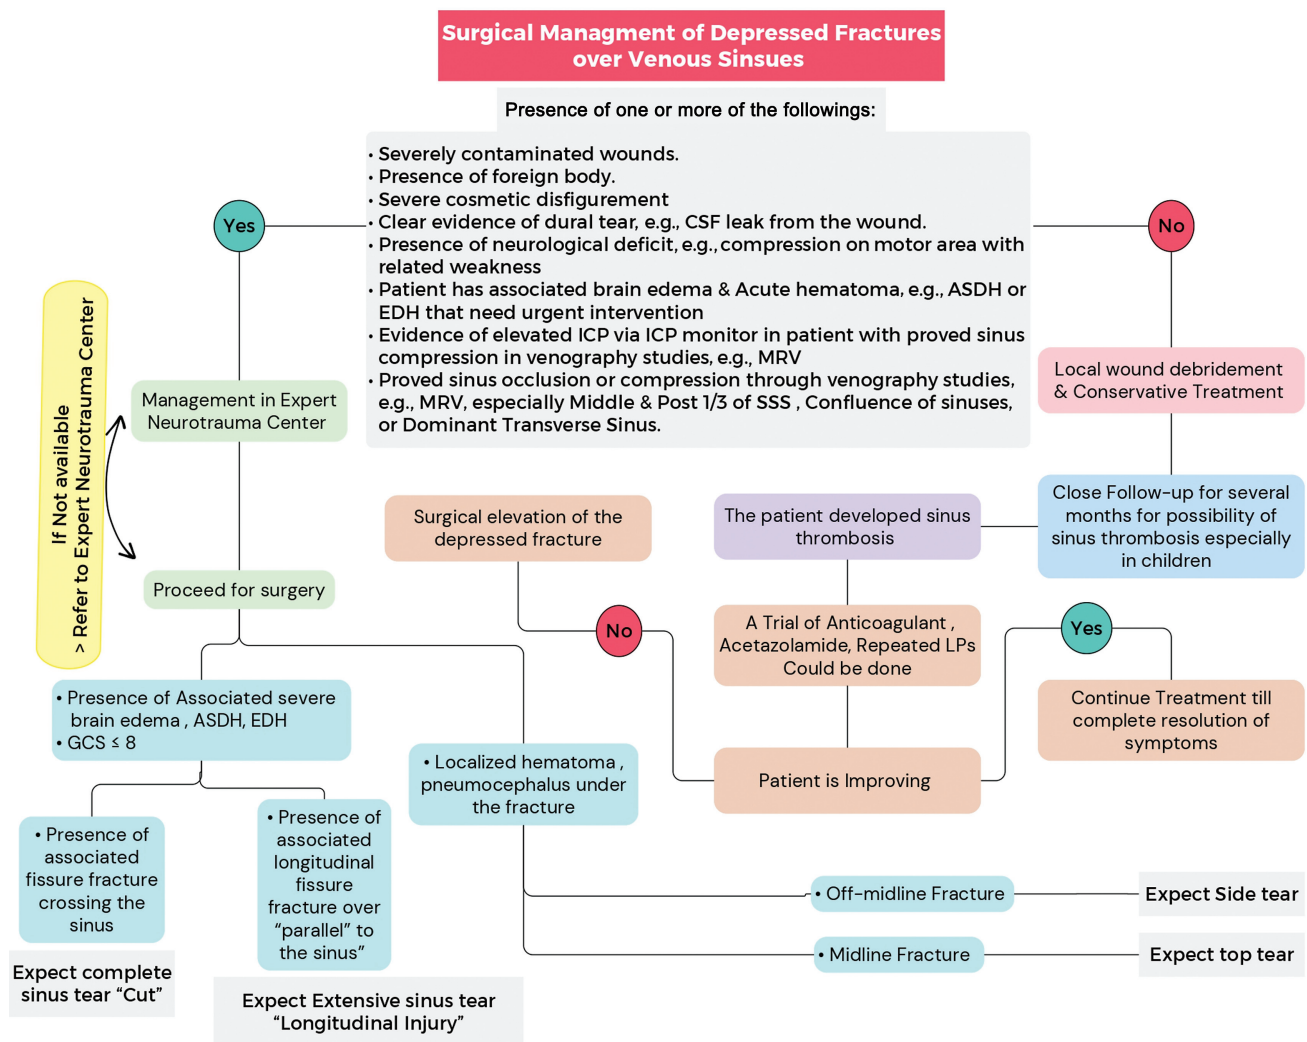 Surgical Managment of Depressed Fractures
over Venous Sinsues
Presence of one or more of the followings:
• Severely contaminated wounds.
• Presence of foreign body.
• Severe cosmetic disfigurement
• Clear evidence of dural tear, e.g., CSF leak from the wound.
• Presence of neurological deficit, e.g., compression on motor area with
related weakness
• Patient has associated brain edema & Acute hematoma, e.g., ASDH or
EDH that need urgent intervention
• Evidence of elevated ICP via ICP monitor in patient with proved sinus
compression in venography studies, e.g., MRV
• Proved sinus occlusion or compression through venography studies,
e.g., MRV, especially Middle & Post 1/3 of SSS , Confluence of sinuses,
or Dominant Transverse Sinus.
Yes
No
If Not available
> Refer to Expert Neurotrauma Center
Management in Expert
Neurotrauma Center
Proceed for surgery
Local wound debridement
& Conservative Treatment
Close Follow-up for several
months for possibility of
sinus thrombosis especially
in children
The patient developed sinus
thrombosis
A Trial of Anticoagulant ,
Acetazolamide, Repeated LPs
Could be done
Patient is Improving
Yes
Continue Treatment till
complete resolution of
symptoms
No
Surgical elevation of the
depressed fracture
• Presence of Associated severe
brain edema , ASDH, EDH
• GCS ≤ 8
• Presence of
associated
fissure fracture
crossing the
sinus
Expect complete
sinus tear “Cut”
• Presence of
associated
longitudinal
fissure
fracture over
“parallel” to
the sinus”
Expect Extensive sinus tear
“Longitudinal Injury”
• Localized hematoma ,
pneumocephalus under
the fracture
• Off-midline Fracture
Expect Side tear
• Midline Fracture
Expect top tear